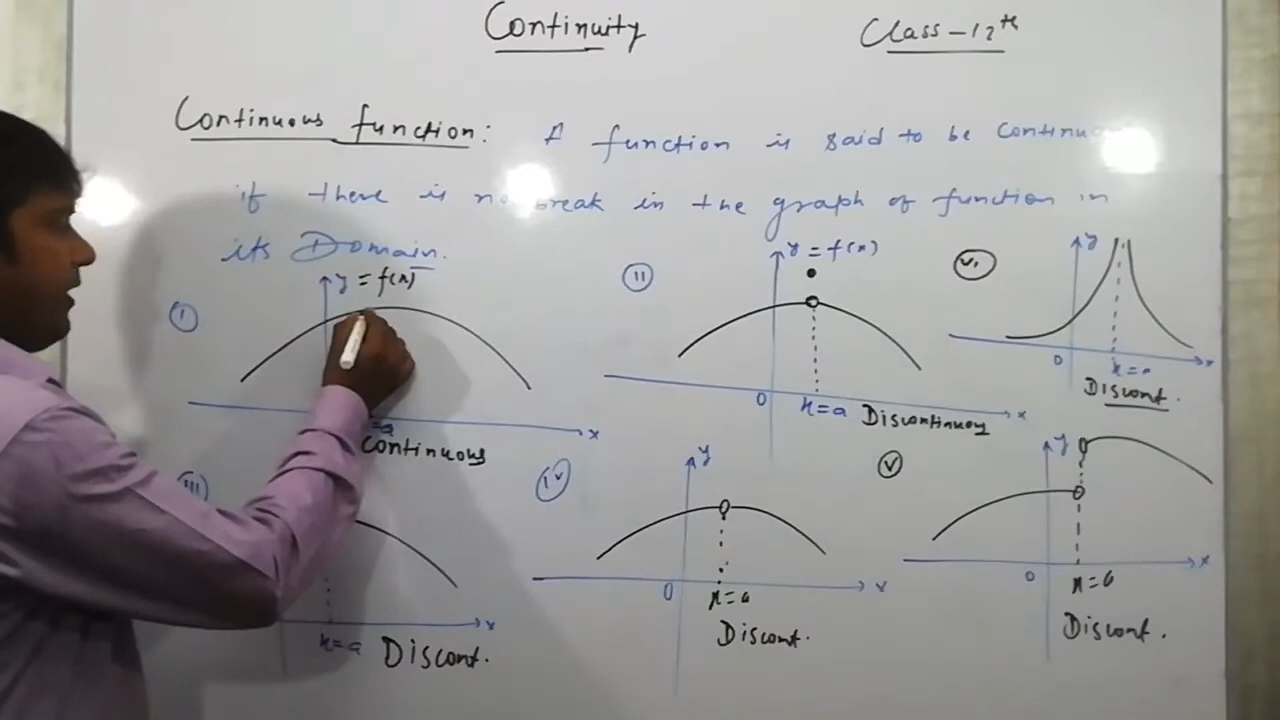 Continuity
Class-12th
Continuous function: A function is said to be Continu
if there is no break in the graph of function in
its Domain.
I
y = f(x)
x
Continuous
II
y = f(x)
0
x=a
Discontinuous
x
VI
y
0
x
Discont.
III
x=a
x
Discont.
IV
y
0
x=a
x
Discont.
V
y
0
x=a
x
Discont.